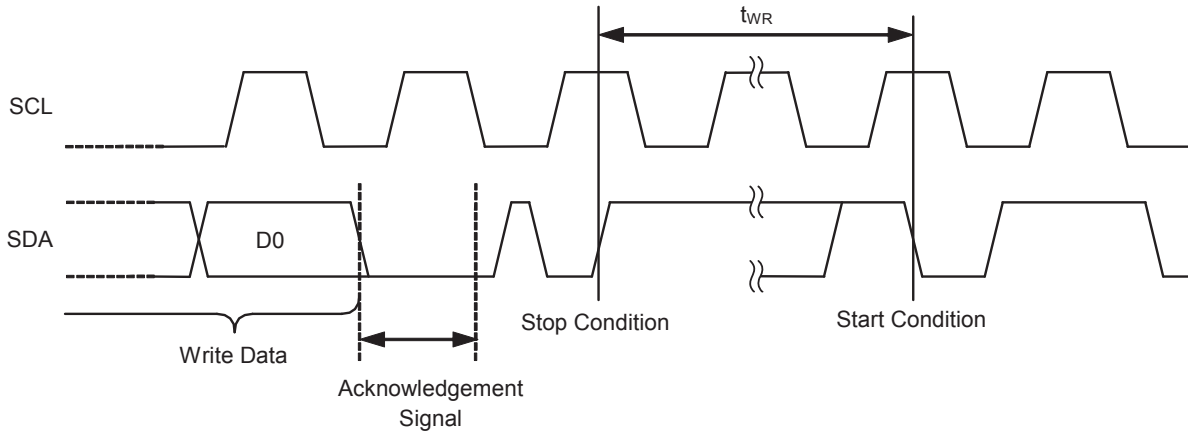 tWR
SCL
SDA
D0
Stop Condition
Start Condition
Write Data
Acknowledgement
Signal